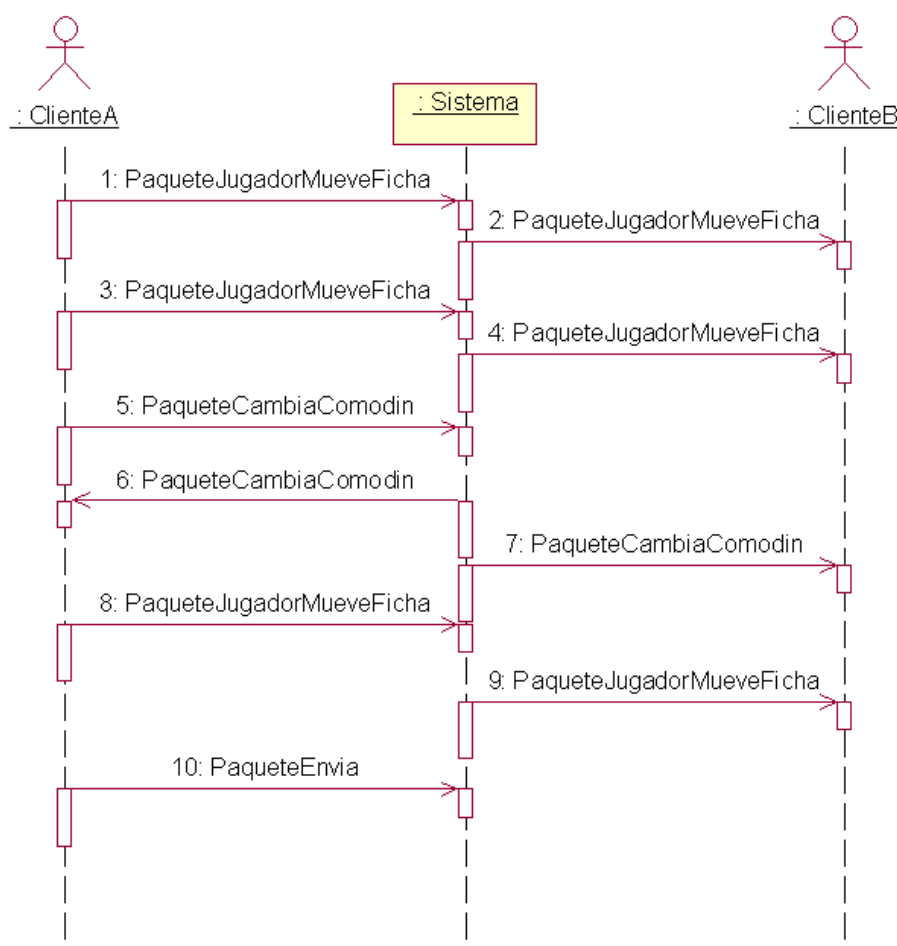 : ClienteA
: Sistema
: ClienteB
1: PaqueteJugadorMueveFicha
2: PaqueteJugadorMueveFicha
3: PaqueteJugadorMueveFicha
4: PaqueteJugadorMueveFicha
5: PaqueteCambiaComodin
6: PaqueteCambiaComodin
7: PaqueteCambiaComodin
8: PaqueteJugadorMueveFicha
9: PaqueteJugadorMueveFicha
10: PaqueteEnvia